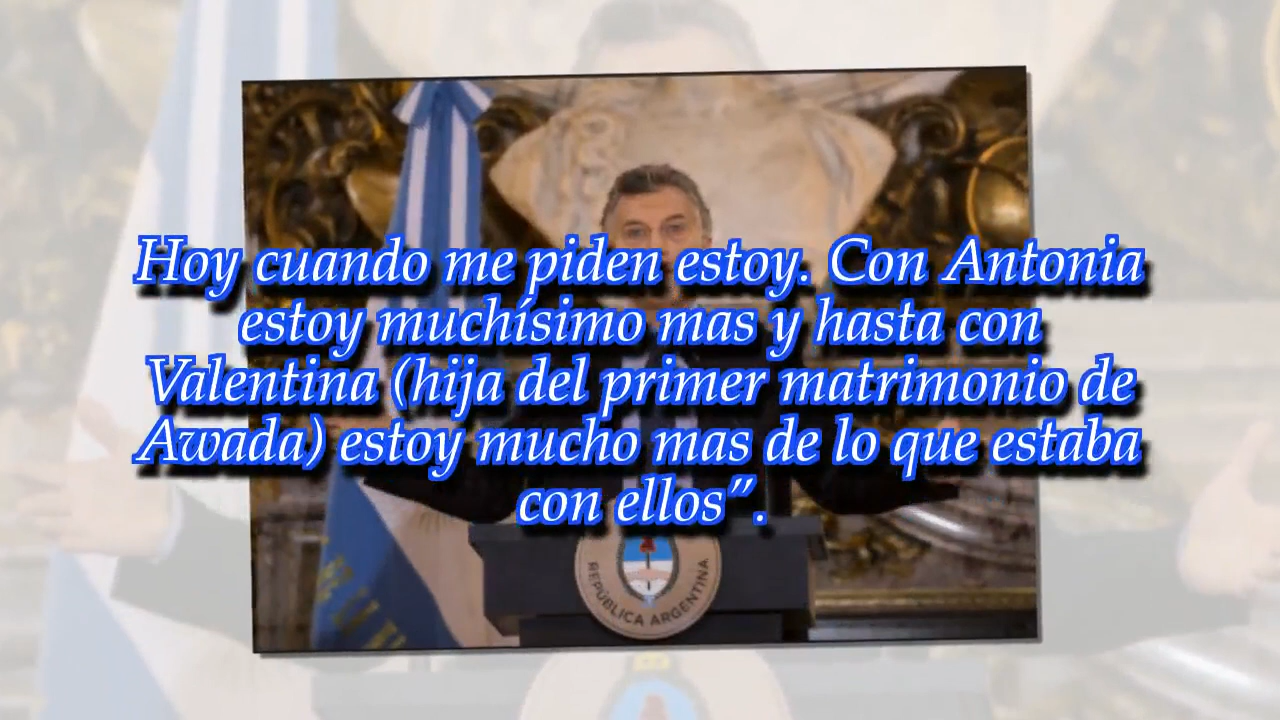 Hoy cuando me piden estoy. Con Antonia
estoy muchísimo mas y hasta con
Valentina (hija del primer matrimonio de
Awada) estoy mucho mas de lo que estaba
con ellos”.
REPÚBLICA ARGENTINA